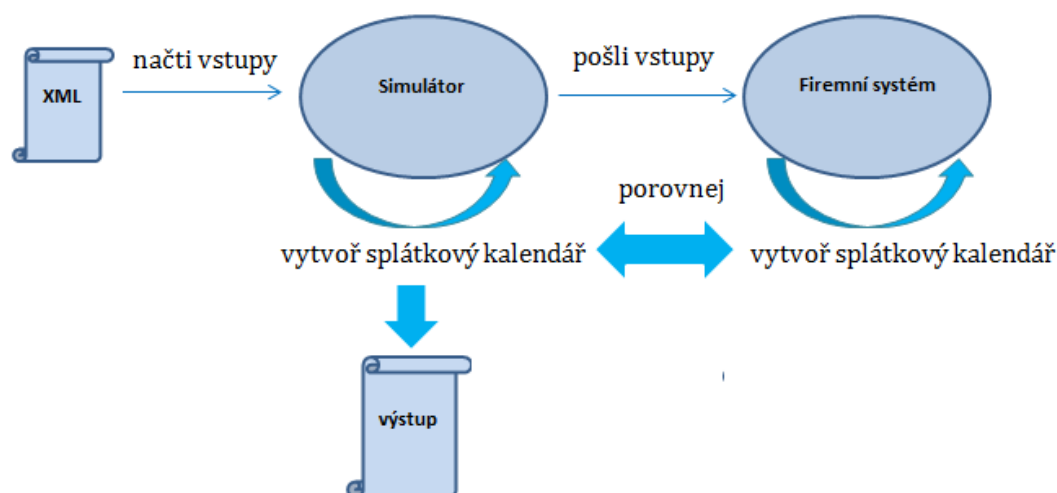 načti vstupy
pošli vstupy
XML
Simulátor
Firemní systém
porovnej
vytvoř splátkový kalendář
vytvoř splátkový kalendář
výstup